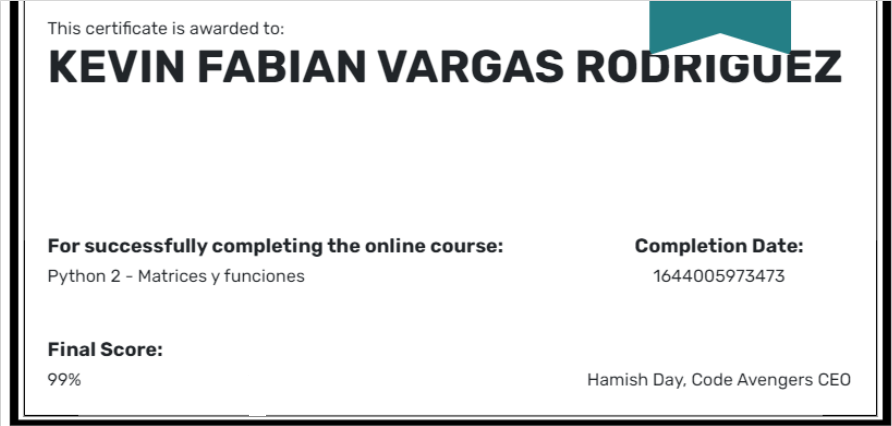 This certificate is awarded to:
KEVIN FABIAN VARGAS RODRIGUEZ
For successfully completing the online course:
Python 2 - Matrices y funciones
Completion Date:
1644005973473
Final Score:
99%
Hamish Day, Code Avengers CEO